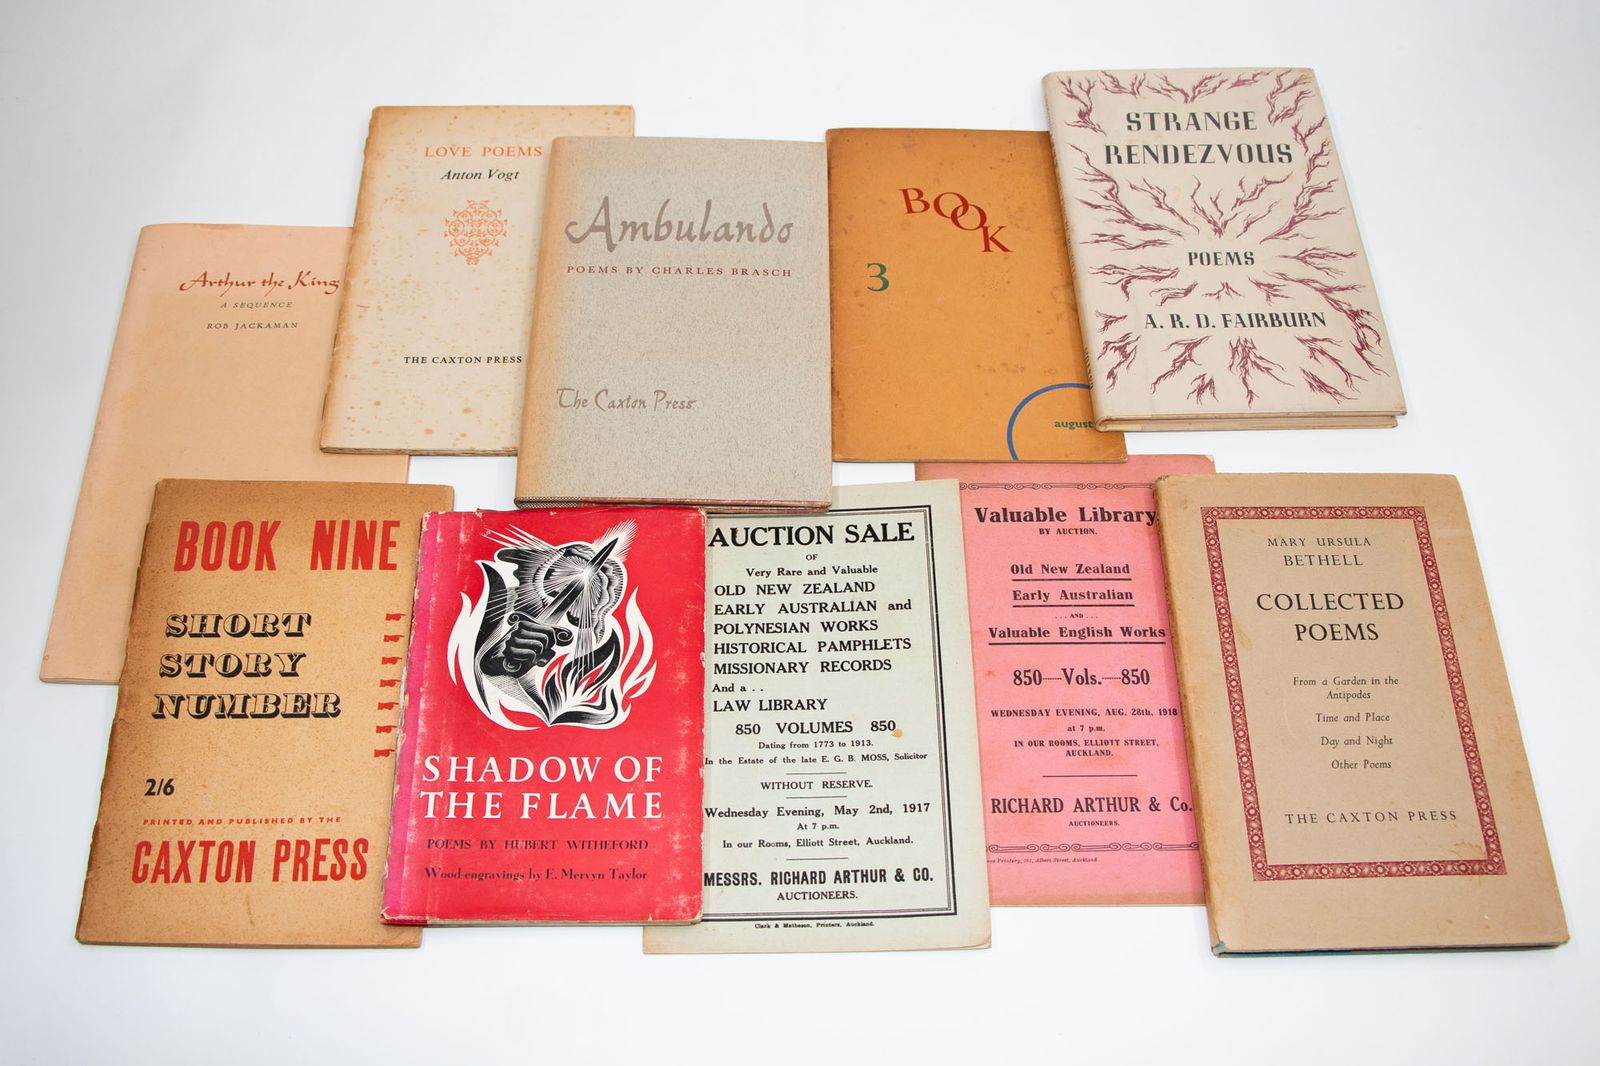 Arthur the King
A SEQUENCE
ROB JACKAMAN
LOVE POEMS
Anton Vogt
THE CAXTON PRESS
Ambulando
POEMS BY CHARLES BRASCH
The Caxton Press
BOOK
3
august
STRANGE
RENDEZVOUS
POEMS
A. R. D. FAIRBURN
BOOK NINE
SHORT
STORY
NUMBER
2/6
PRINTED AND PUBLISHED BY THE
CAXTON PRESS
SHADOW OF
THE FLAME
POEMS BY HUBERT WITHEFORD
Wood-engravings by E. Mervyn Taylor
AUCTION SALE
OF
Very Rare and Valuable
OLD NEW ZEALAND
EARLY AUSTRALIAN and
POLYNESIAN WORKS
HISTORICAL PAMPHLETS
MISSIONARY RECORDS
And a . .
LAW LIBRARY
850 VOLUMES 850
Dating from 1773 to 1913.
In the Estate of the late E. G. B. MOSS, Solicitor
WITHOUT RESERVE.
Wednesday Evening, May 2nd, 1917
At 7 p.m.
In our Rooms, Elliott Street, Auckland.
MESSRS. RICHARD ARTHUR & CO.
AUCTIONEERS.
Clark & Matheson, Printers, Auckland.
Valuable Library
BY AUCTION.
Old New Zealand
Early Australian
....AND...
Valuable English Works
850-----Vols.-----850
WEDNESDAY EVENING, AUG. 28th, 1918
at 7 p.m.
IN OUR ROOMS, ELLIOTT STREET,
AUCKLAND.
RICHARD ARTHUR & Co.
AUCTIONEERS.
Printery, 161, Albert Street, Auckland
MARY URSULA
BETHELL
COLLECTED
POEMS
From a Garden in the
Antipodes
Time and Place
Day and Night
Other Poems
THE CAXTON PRESS